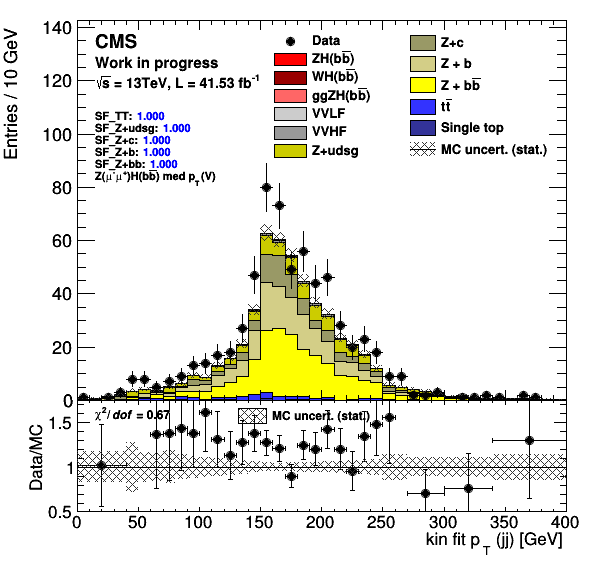 CMS
Work in progress
√s = 13TeV, L = 41.53 fb⁻¹
SF_TT: 1.000
SF_Z+udsg: 1.000
SF_Z+c: 1.000
SF_Z+b: 1.000
SF_Z+bb: 1.000
Z(μ⁻μ⁺)H(bb̅) med p_T(V)
Data
ZH(bb̅)
WH(bb̅)
ggZH(bb̅)
VVLF
VVHF
Z+udsg
Z+c
Z + b
Z + bb̅
tt̅
Single top
MC uncert. (stat.)
Entries / 10 GeV
140
120
100
80
60
40
20
0
χ²/dof = 0.67
MC uncert. (stat.)
Data/MC
1.5
1
0.5
0 50 100 150 200 250 300 350 400
kin fit p_T (jj) [GeV]